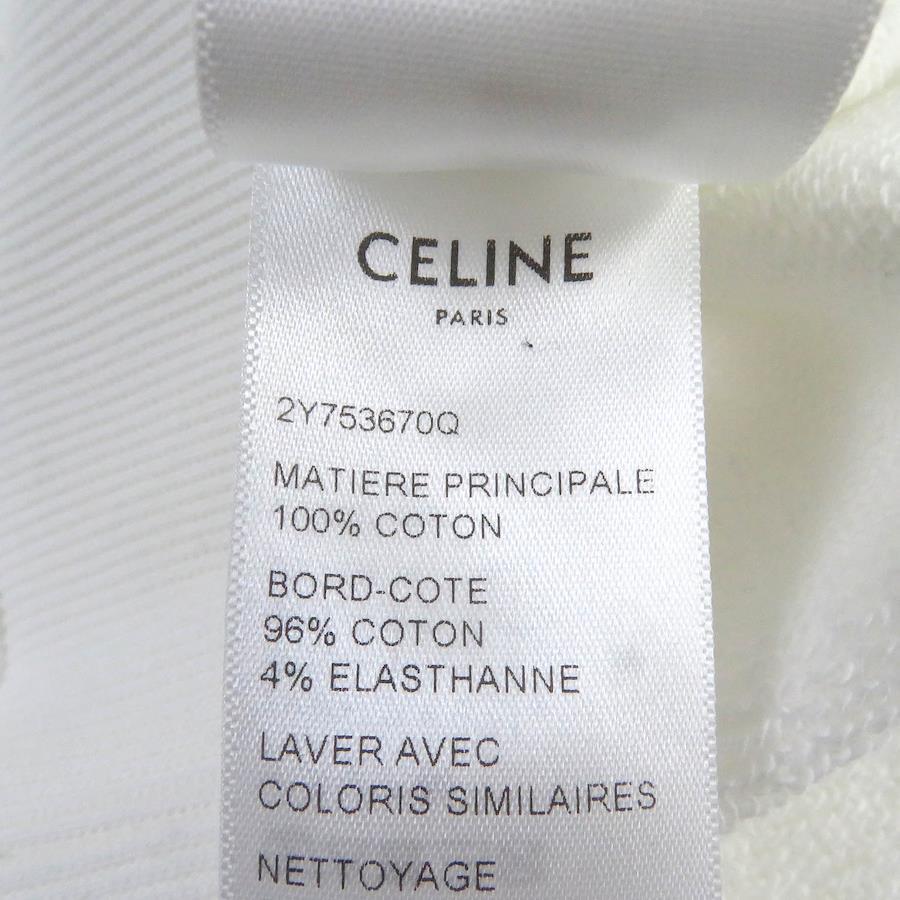 CELINE
PARIS
2Y753670Q
MATIERE PRINCIPALE
100% COTON
BORD-COTE
96% COTON
4% ELASTHANNE
LAVER AVEC
COLORIS SIMILAIRES
NETTOYAGE